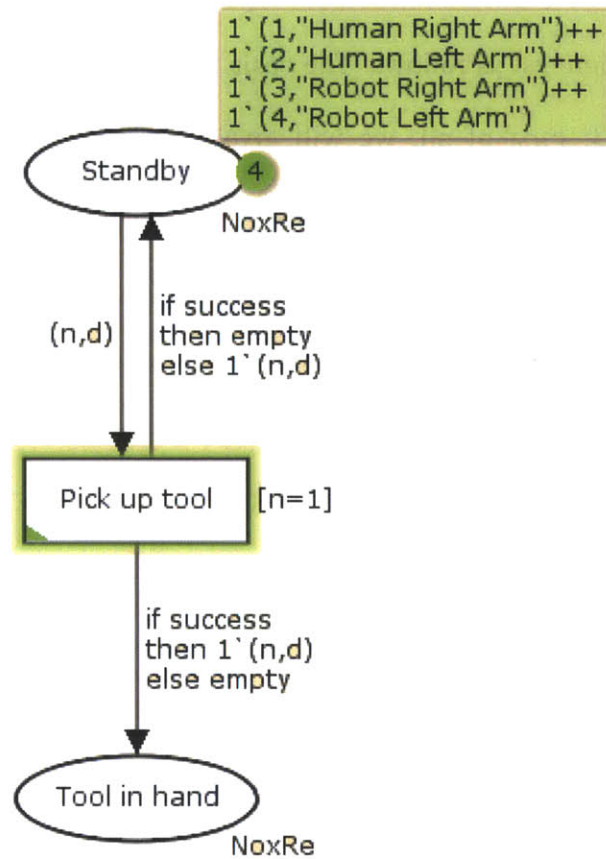 1`(1,"Human Right Arm")++
1`(2,"Human Left Arm")++
1`(3,"Robot Right Arm")++
1`(4,"Robot Left Arm")
Standby
4
NoxRe
(n,d)
if success
then empty
else 1`(n,d)
Pick up tool
[n=1]
if success
then 1`(n,d)
else empty
Tool in hand
NoxRe